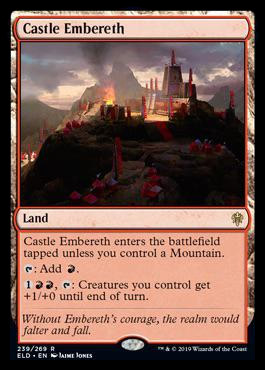 Castle Embereth
Land
Castle Embereth enters the battlefield
tapped unless you control a Mountain.
: Add .
1, : Creatures you control get
+1/+0 until end of turn.
Without Embereth's courage, the realm would
falter and fall.
239/269 R
ELD • EN Jaime Jones
™ & © 2019 Wizards of the Coast